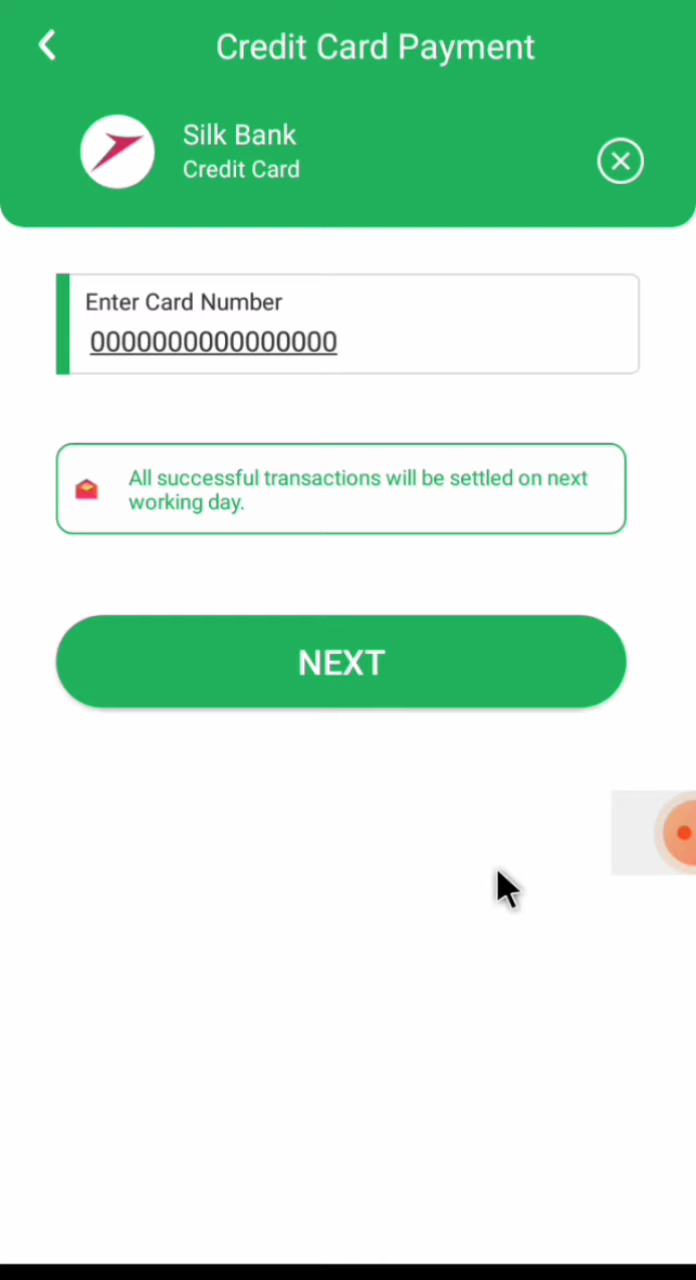 Credit Card Payment
Silk Bank
Credit Card
Enter Card Number
0000000000000000
All successful transactions will be settled on next
working day.
NEXT